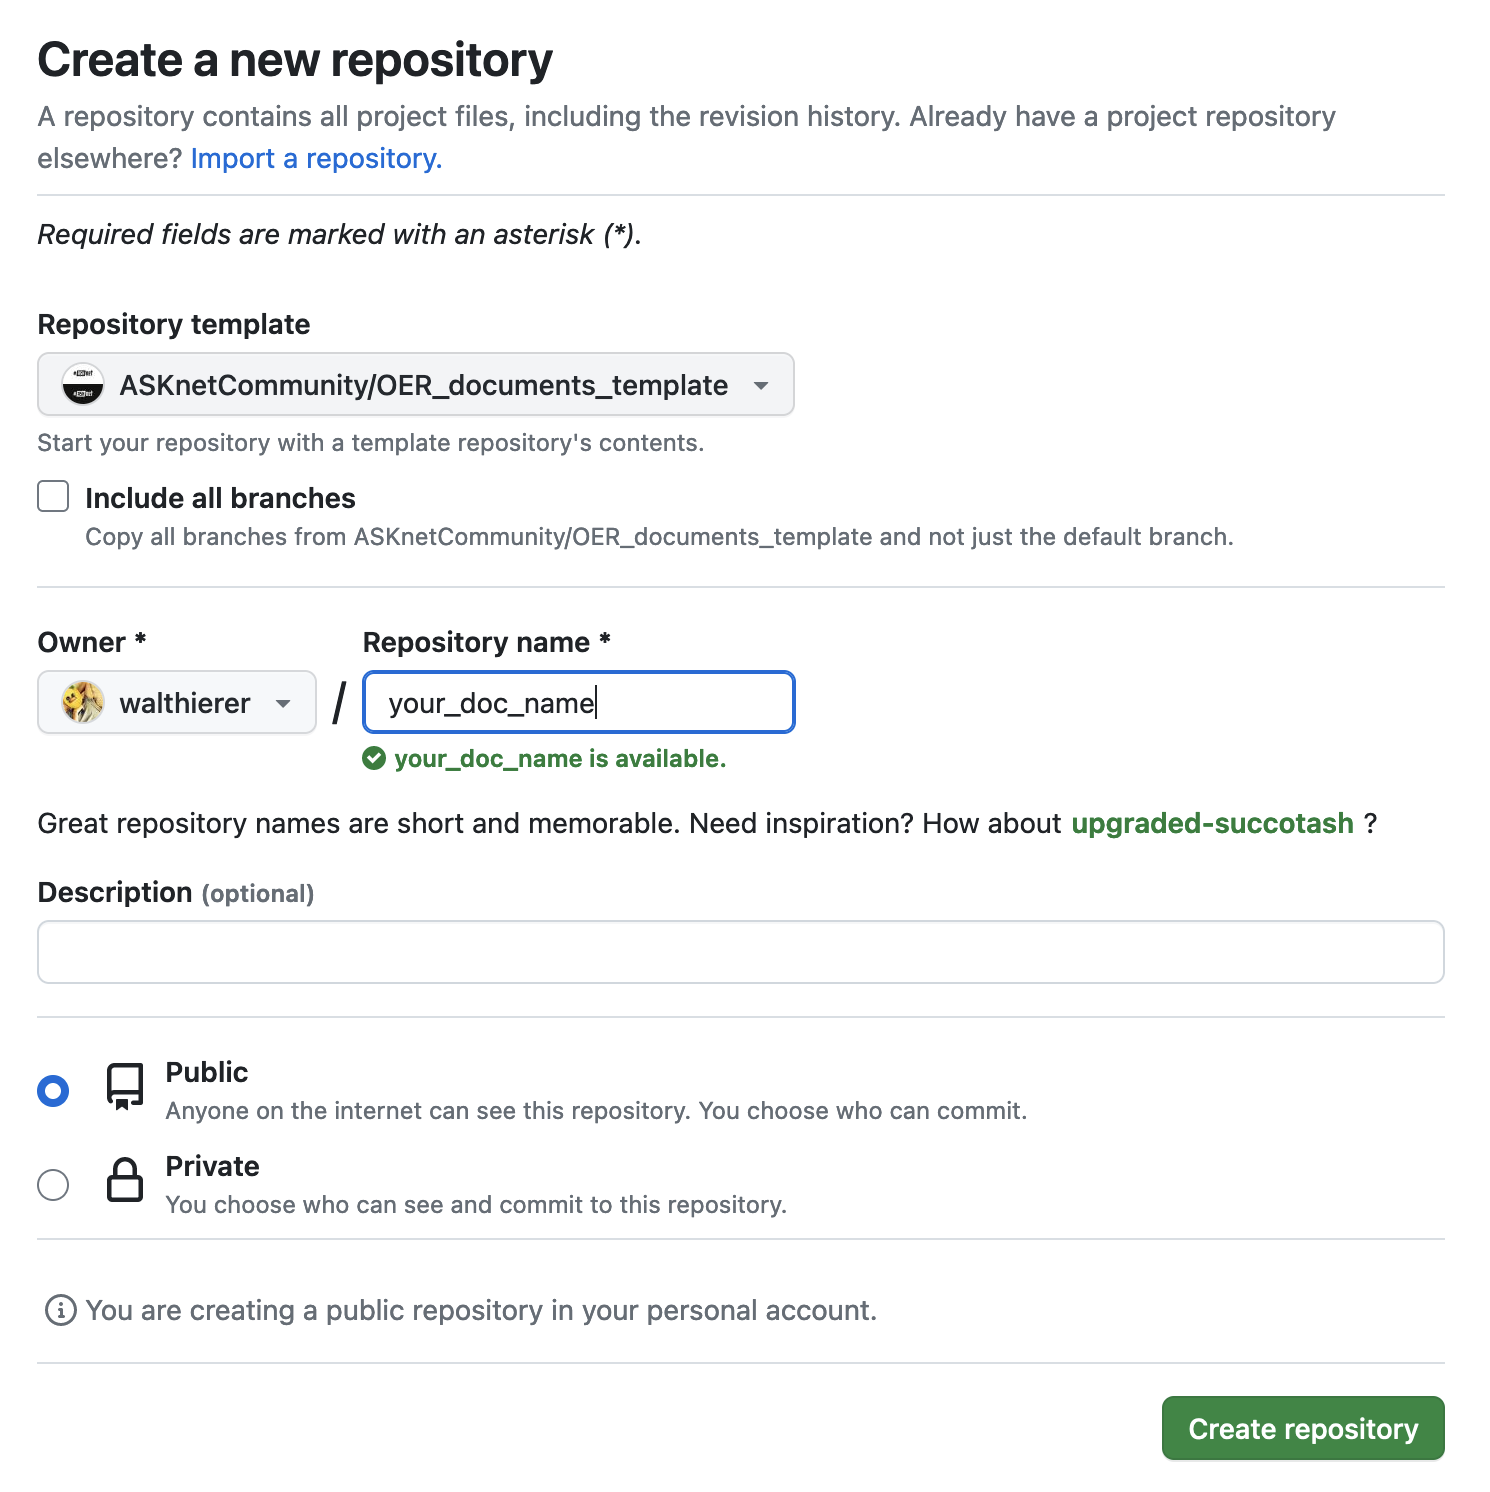 Create a new repository
A repository contains all project files, including the revision history. Already have a project repository
elsewhere? Import a repository.
Required fields are marked with an asterisk (*).
Repository template
ASKnetCommunity/OER_documents_template
Start your repository with a template repository's contents.
Include all branches
Copy all branches from ASKnetCommunity/OER_documents_template and not just the default branch.
Owner * Repository name *
walthierer / your_doc_name
your_doc_name is available.
Great repository names are short and memorable. Need inspiration? How about upgraded-succotash ?
Description (optional)
Public
Anyone on the internet can see this repository. You choose who can commit.
Private
You choose who can see and commit to this repository.
You are creating a public repository in your personal account.
Create repository